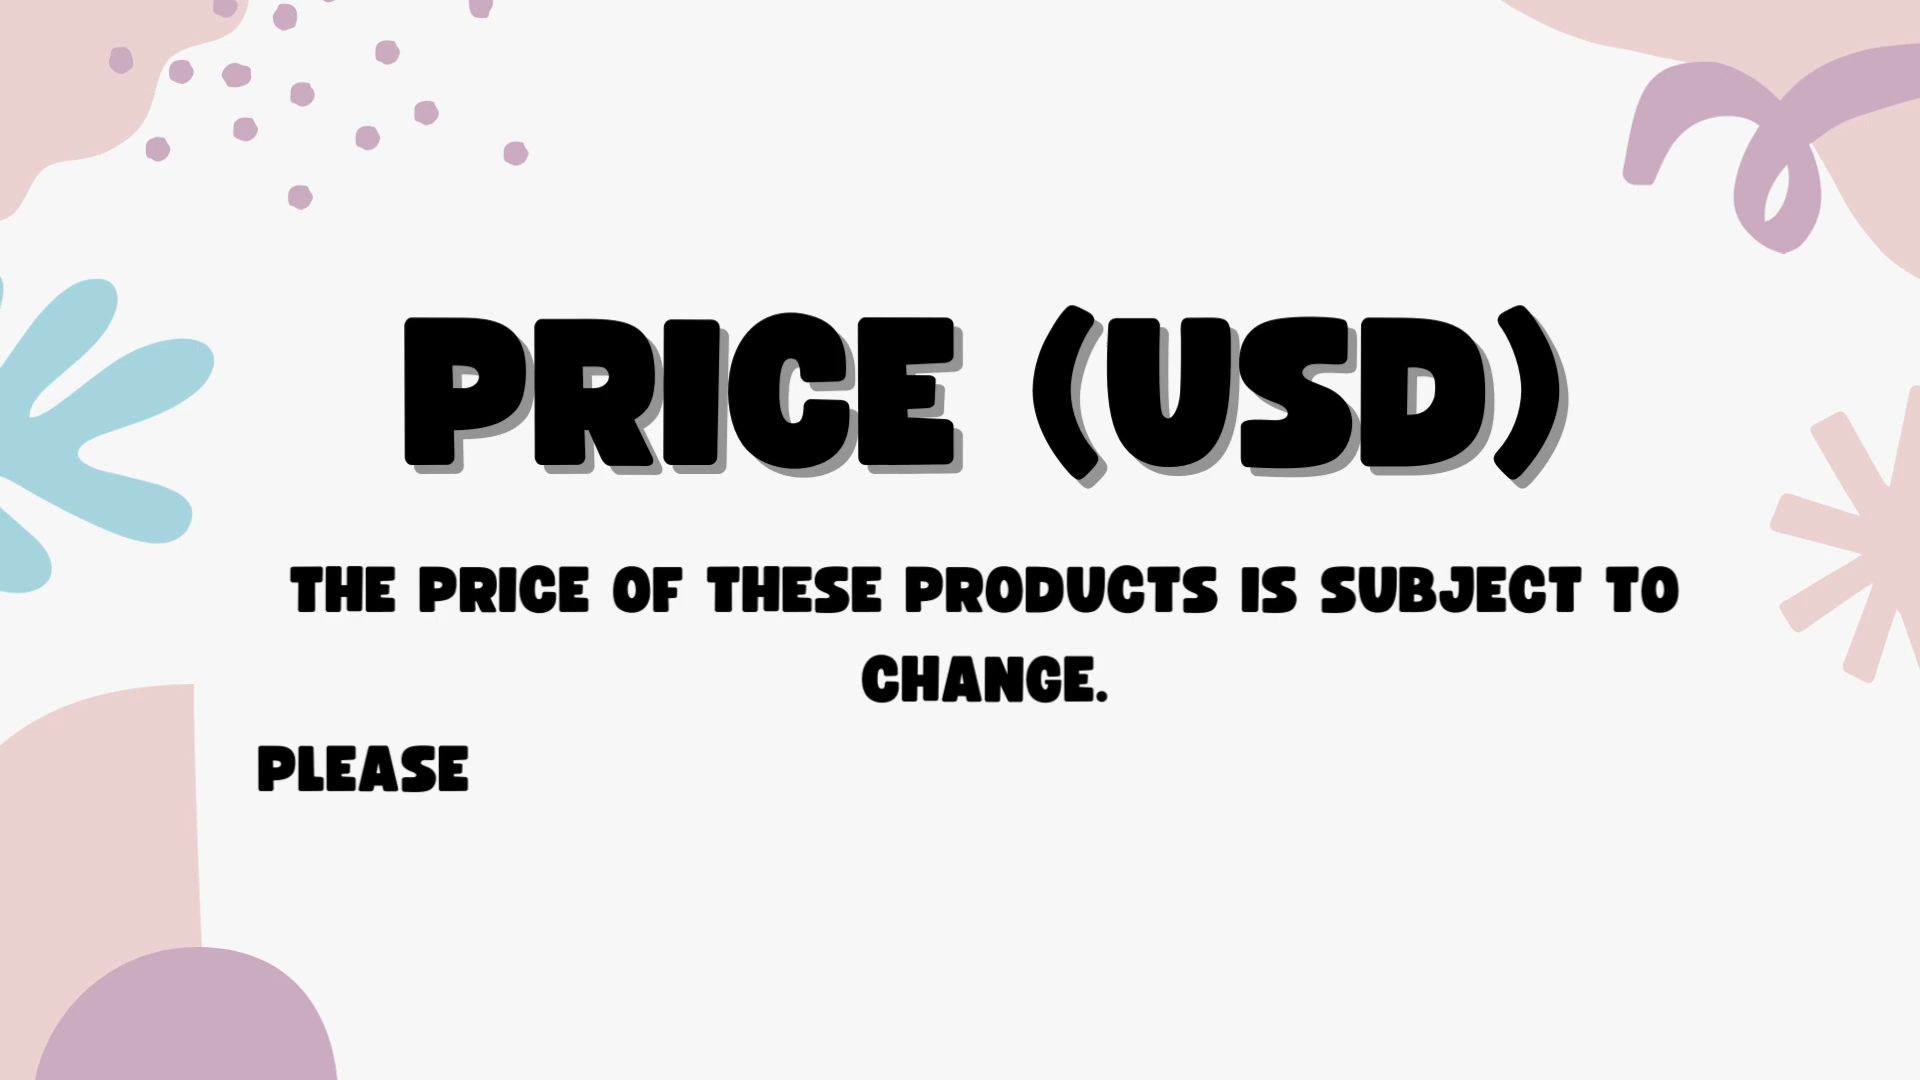 PRICE (USD)
THE PRICE OF THESE PRODUCTS IS SUBJECT TO
CHANGE.
PLEASE